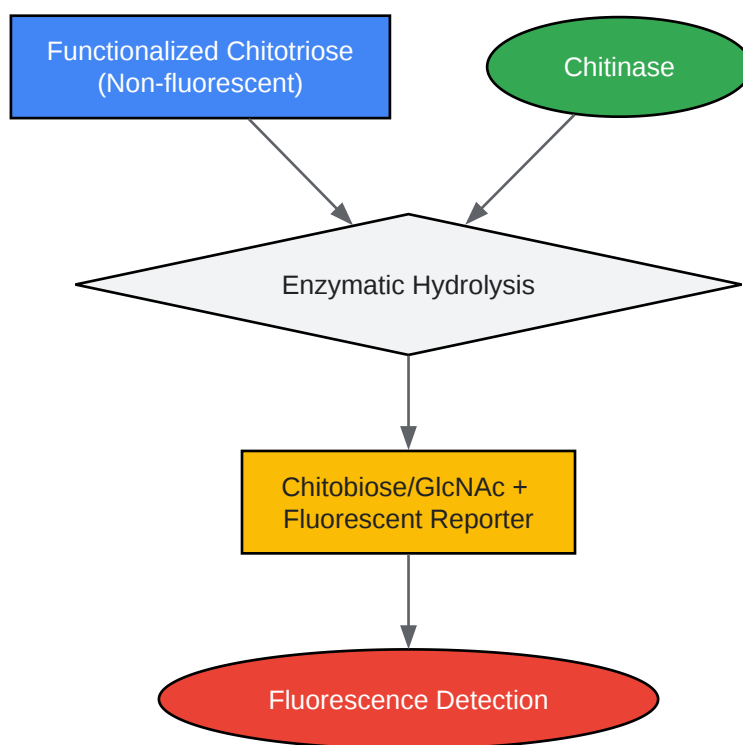 Functionalized Chitotriose
(Non-fluorescent)
Chitinase
Enzymatic Hydrolysis
Chitobiose/GlcNAc +
Fluorescent Reporter
Fluorescence Detection